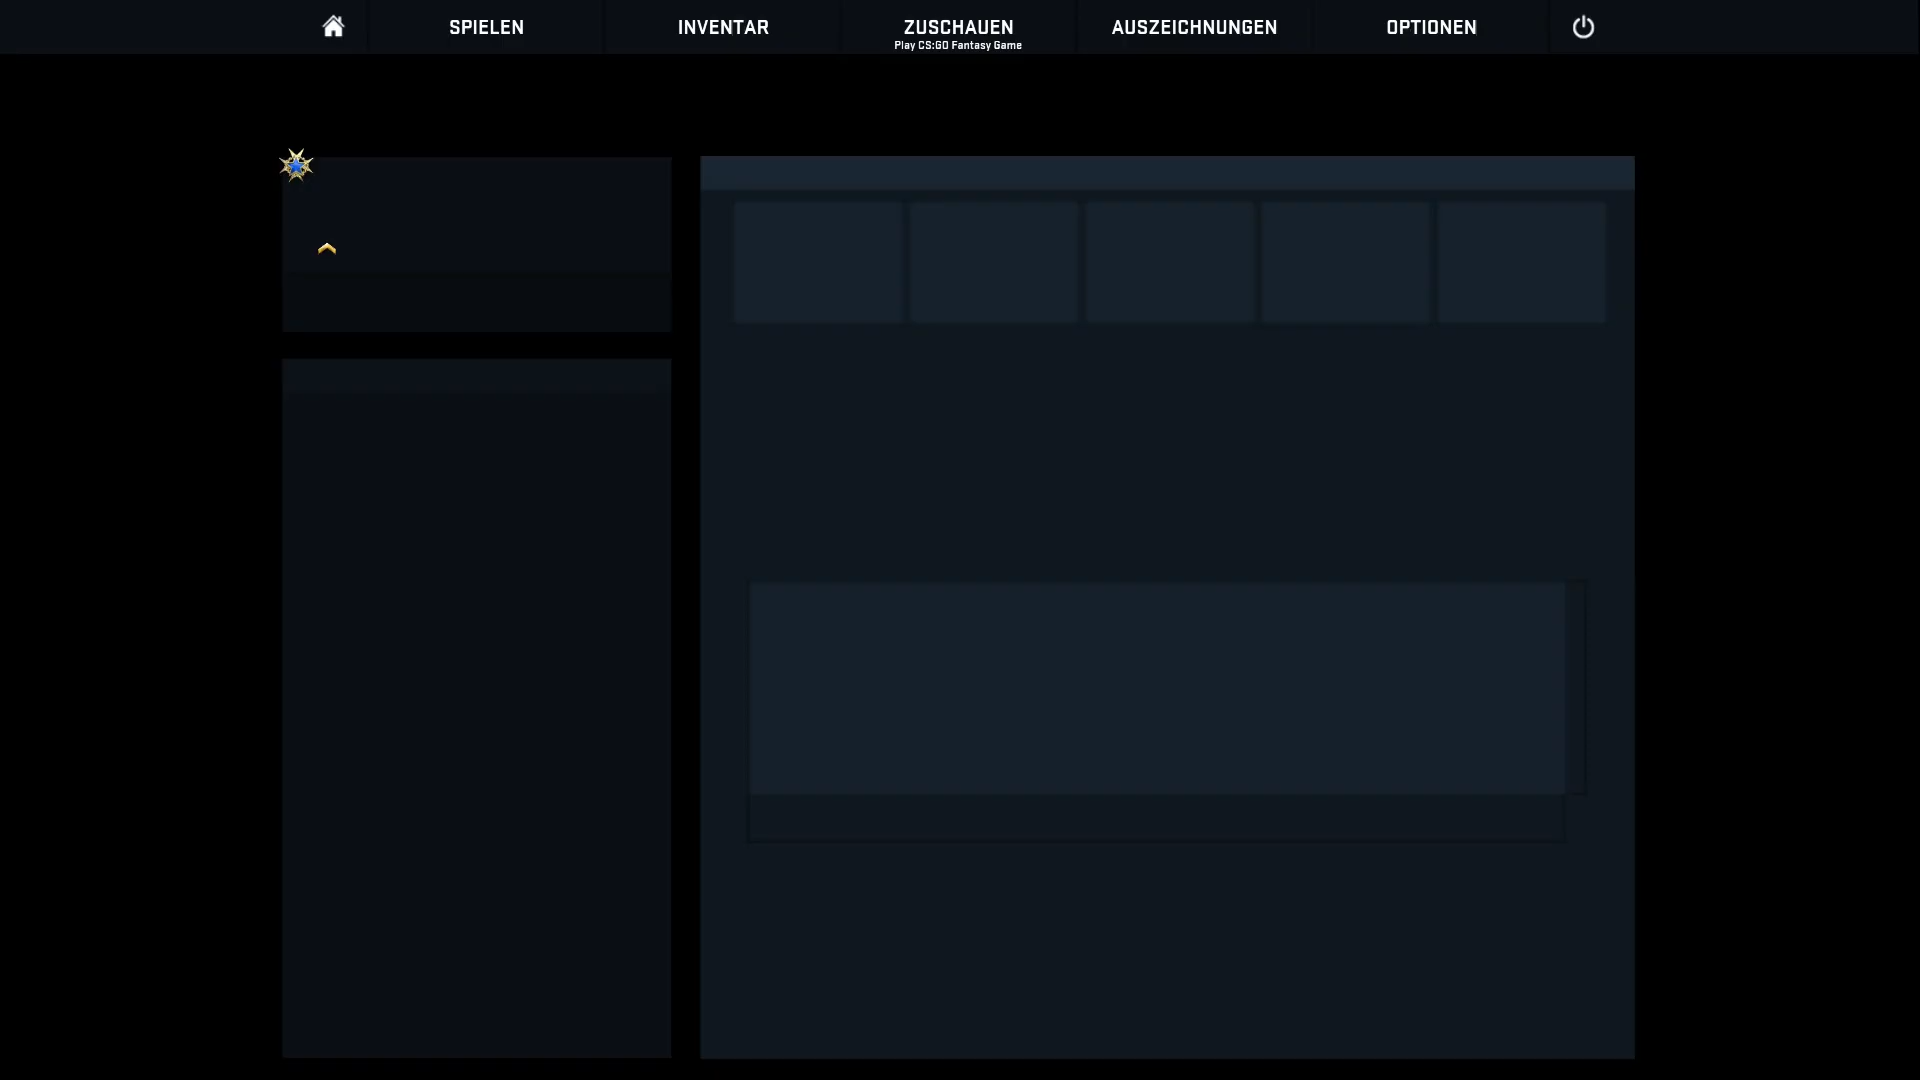 SPIELEN
INVENTAR
ZUSCHAUEN
Play CS:GO Fantasy Game
AUSZEICHNUNGEN
OPTIONEN